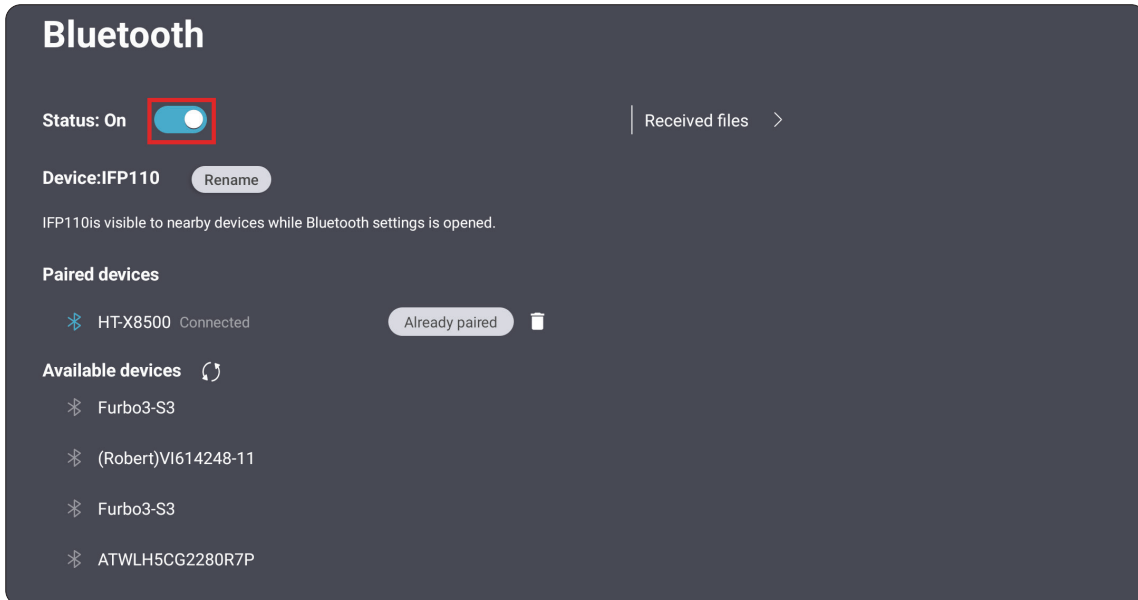 Bluetooth
Status: On
Received files
Device:IFP110 Rename
IFP110is visible to nearby devices while Bluetooth settings is opened.
Paired devices
HT-X8500 Connected Already paired
Available devices
Furbo3-S3
(Robert)VI614248-11
Furbo3-S3
ATWLH5CG2280R7P